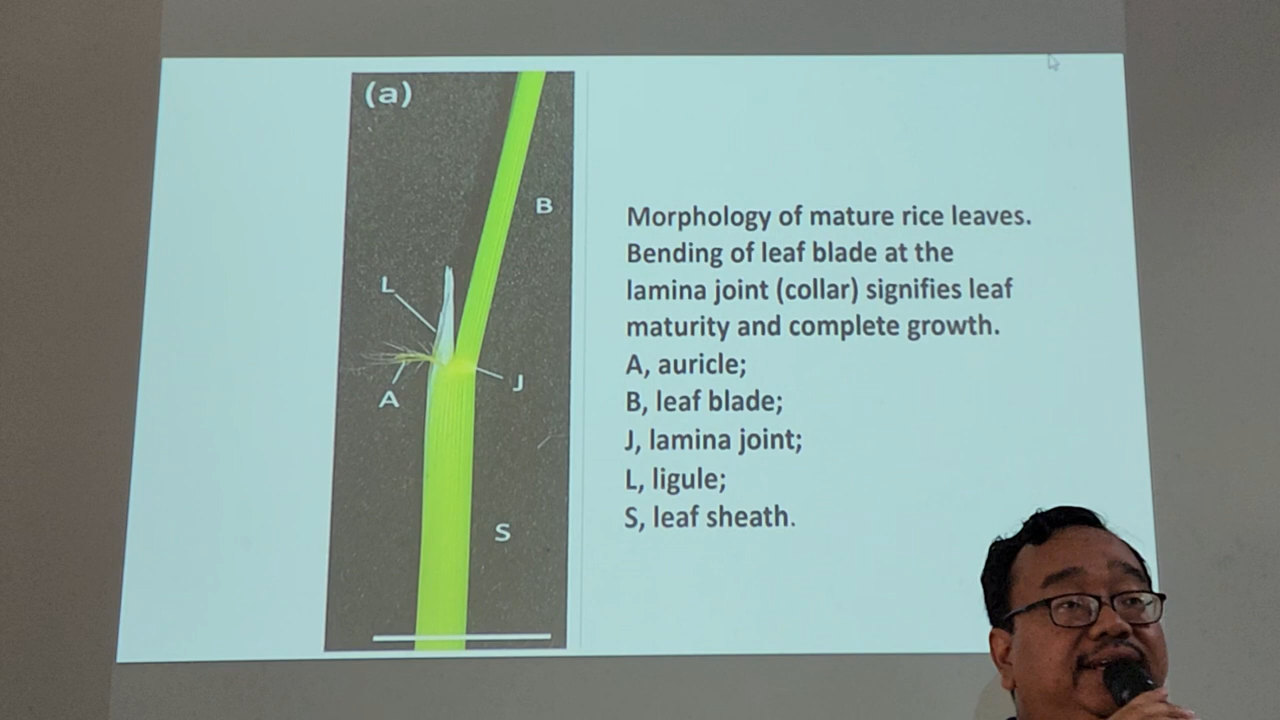 (a)
B
L
A
J
S
Morphology of mature rice leaves.
Bending of leaf blade at the
lamina joint (collar) signifies leaf
maturity and complete growth.
A, auricle;
B, leaf blade;
J, lamina joint;
L, ligule;
S, leaf sheath.